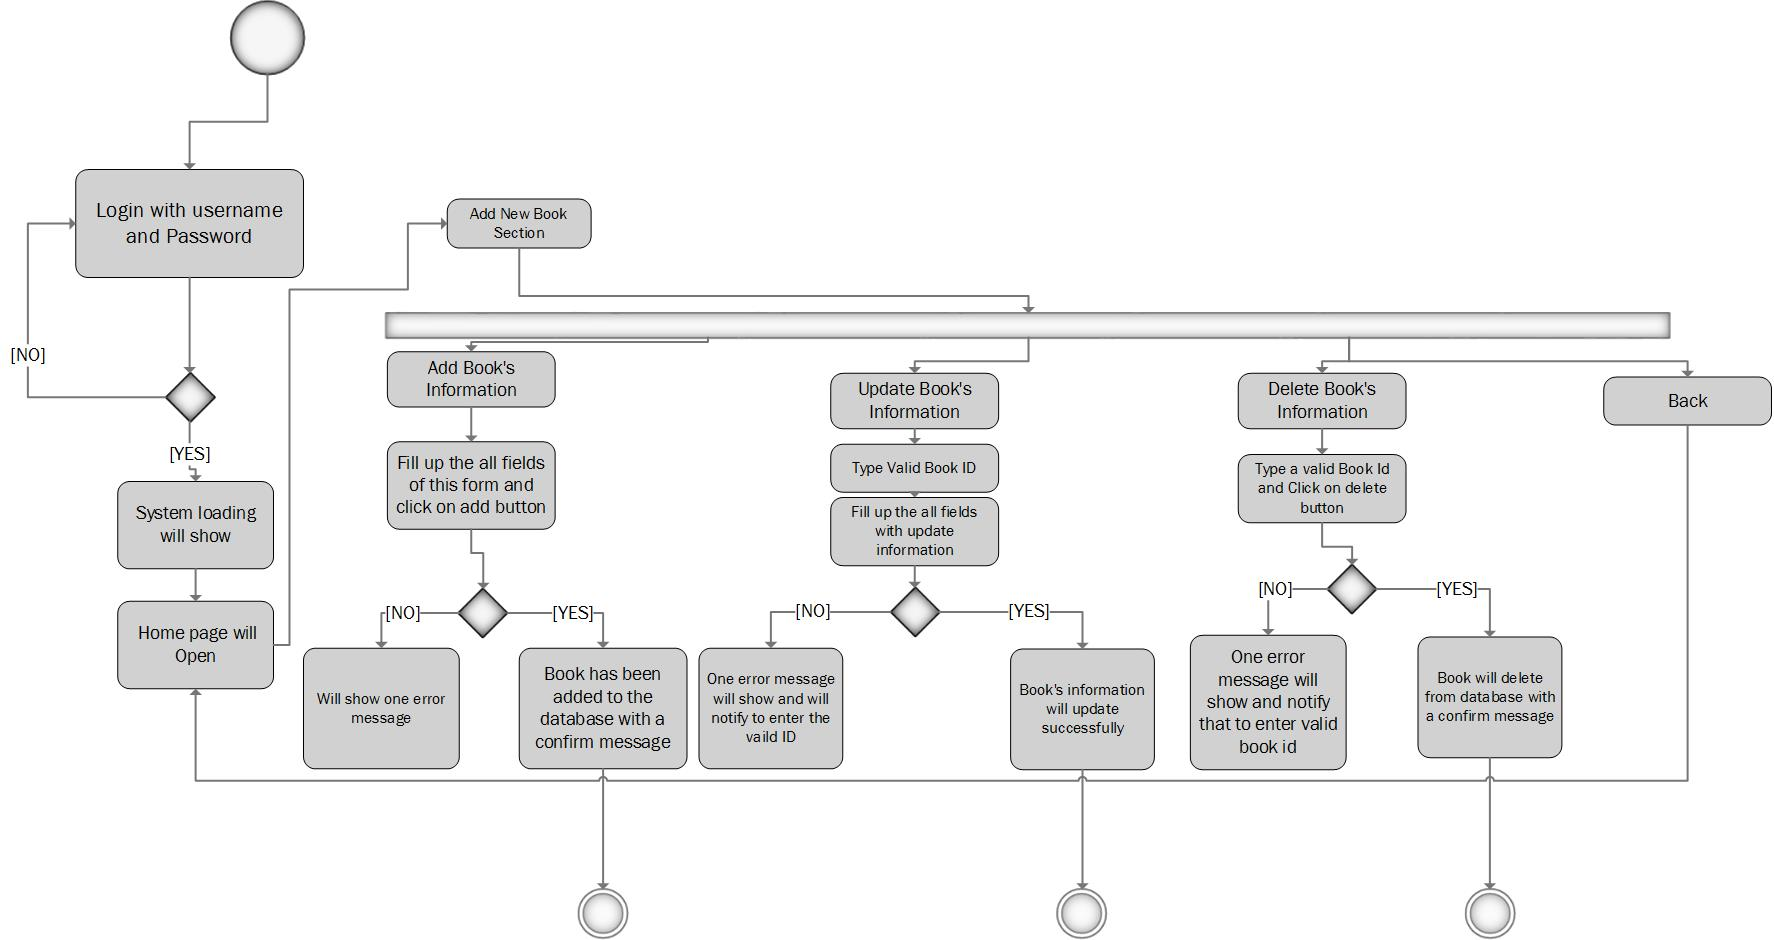 Login with username
and Password
[NO]
[YES]
System loading
will show
Home page will
Open
Add New Book
Section
Add Book's
Information
Fill up the all fields
of this form and
click on add button
[NO]
[YES]
Will show one error
message
Book has been
added to the
database with a
confirm message
Update Book's
Information
Type Valid Book ID
Fill up the all fields
with update
information
[NO]
[YES]
One error message
will show and will
notify to enter the
vaild ID
Book's information
will update
successfully
Delete Book's
Information
Type a valid Book Id
and Click on delete
button
[NO]
[YES]
One error
message will
show and notify
that to enter valid
book id
Book will delete
from database with
a confirm message
Back